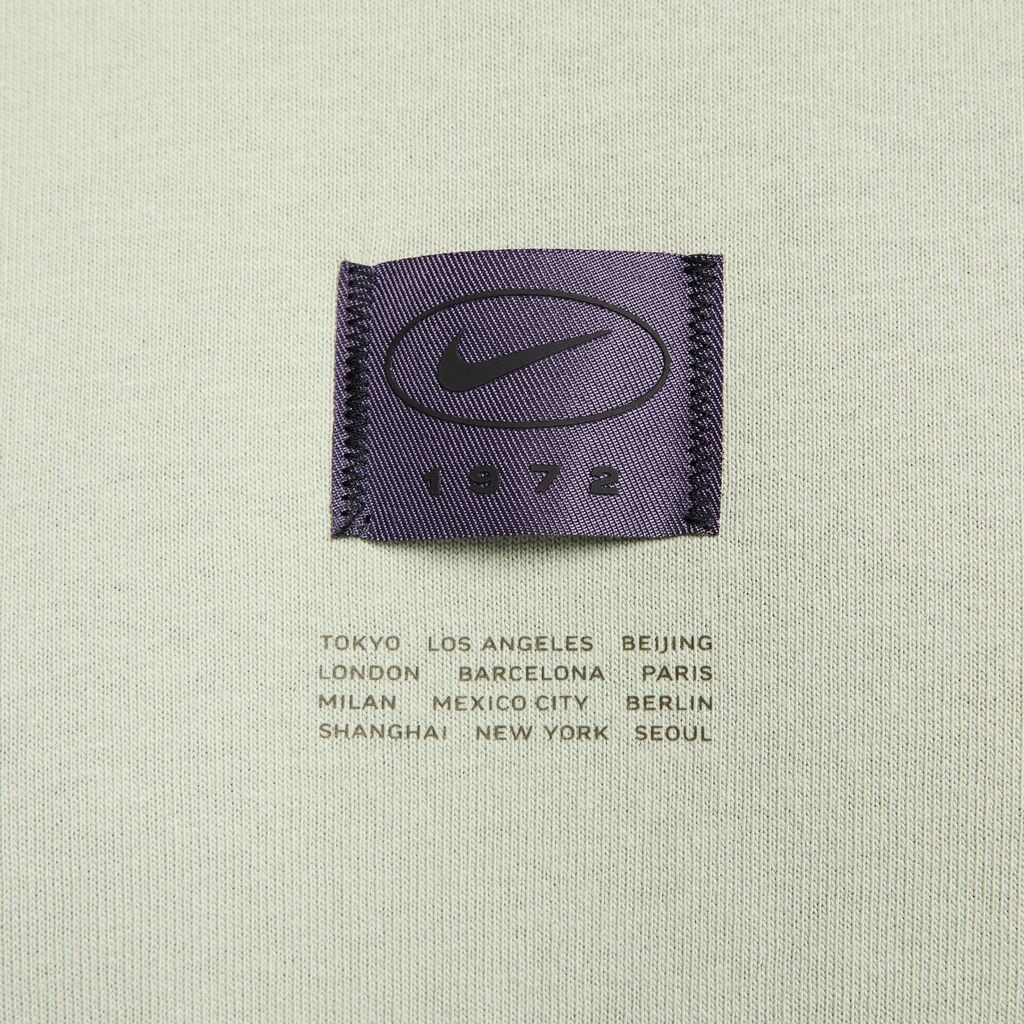 1972
TOKYO LOS ANGELES BEIJING
LONDON BARCELONA PARIS
MILAN MEXICO CITY BERLIN
SHANGHAI NEW YORK SEOUL